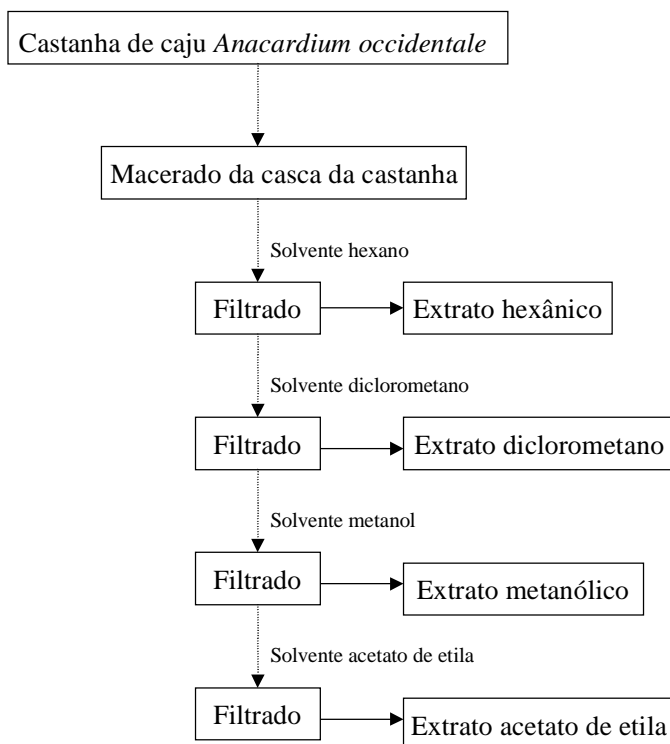 Castanha de caju Anacardium occidentale
Macerado da casca da castanha
Solvente hexano
Filtrado
Extrato hexânico
Solvente diclorometano
Filtrado
Extrato diclorometano
Solvente metanol
Filtrado
Extrato metanólico
Solvente acetato de etila
Filtrado
Extrato acetato de etila